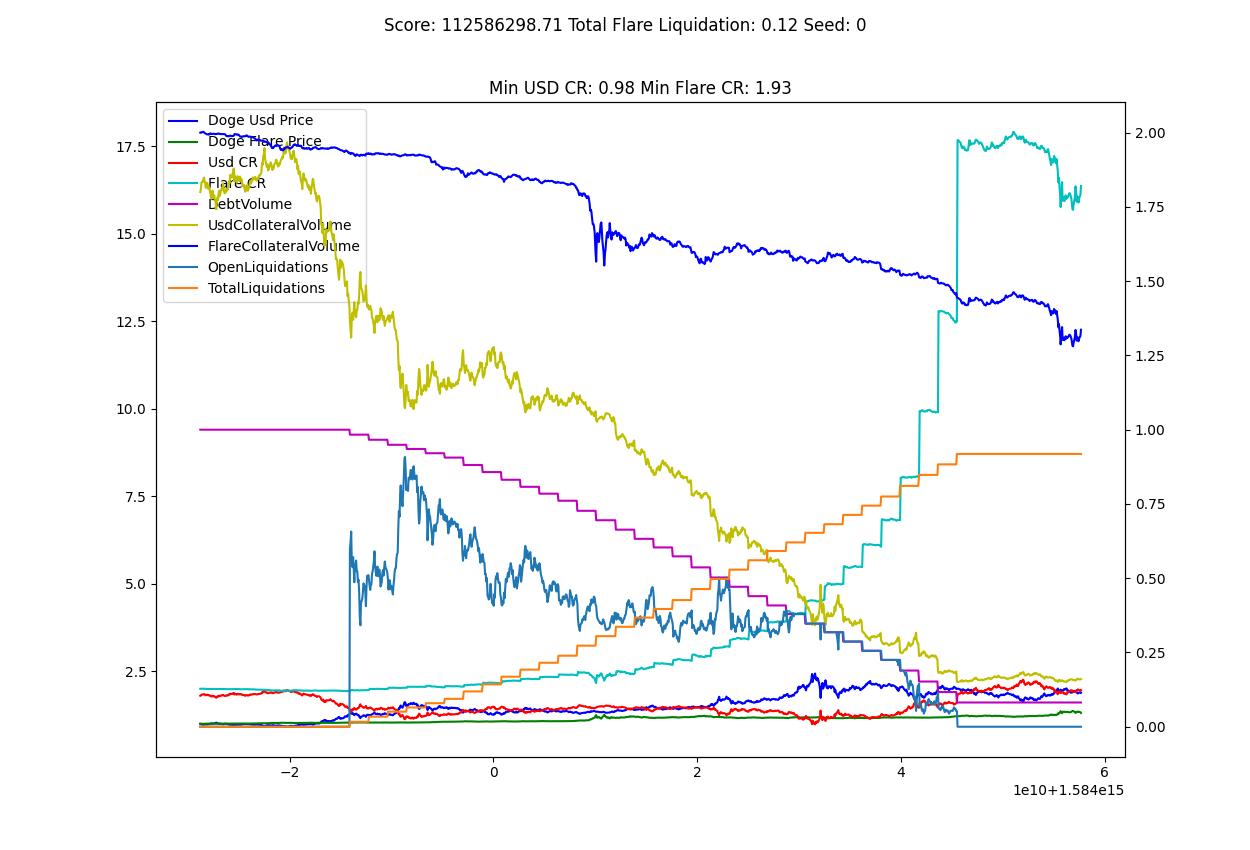 Score: 112586298.71 Total Flare Liquidation: 0.12 Seed: 0
Min USD CR: 0.98 Min Flare CR: 1.93
Doge Usd Price
Doge Flare Price
Usd CR
Flare CR
DebtVolume
UsdCollateralVolume
FlareCollateralVolume
OpenLiquidations
TotalLiquidations
17.5
15.0
12.5
10.0
7.5
5.0
2.5
2.00
1.75
1.50
1.25
1.00
0.75
0.50
0.25
0.00
−2
0
2
4
6
1e10+1.584e15